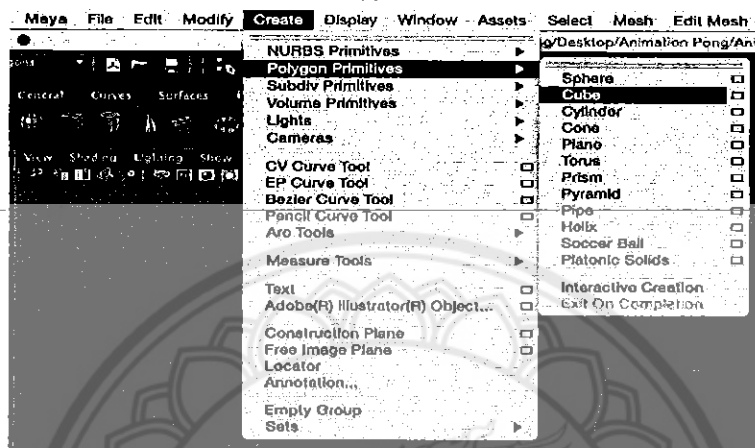 Maya File Edit Modify Create Display Window Assets Select Mesh Edit Mesh
g/Desktop/Animation Pong/Ani
General Curves Surfaces
View Shading Lighting Show
NURBS Primitives
Polygon Primitives
Subdiv Primitives
Volume Primitives
Lights
Cameras
CV Curve Tool
EP Curve Tool
Bezier Curve Tool
Pencil Curve Tool
Arc Tools
Measure Tools
Text
Adobe(R) Illustrator(R) Object...
Construction Plane
Free Image Plane
Locator
Annotation...
Empty Group
Sets
Sphere
Cube
Cylinder
Cone
Plane
Torus
Prism
Pyramid
Pipe
Helix
Soccer Ball
Platonic Solids
Interactive Creation
Exit On Completion